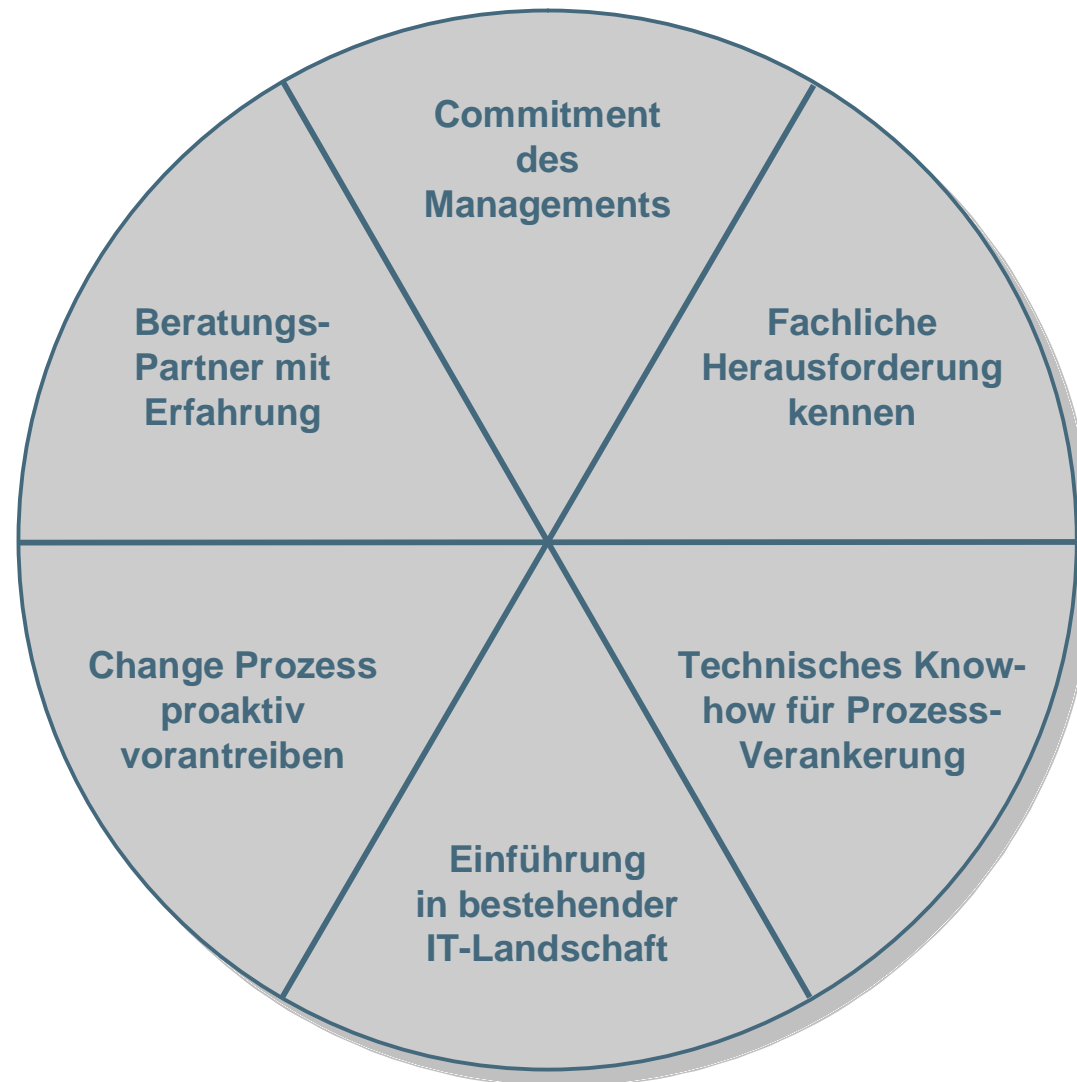 Commitment
des
Managements
Fachliche
Herausforderung
kennen
Technisches Know-
how für Prozess-
Verankerung
Einführung
in bestehender
IT-Landschaft
Change Prozess
proaktiv
vorantreiben
Beratungs-
Partner mit
Erfahrung